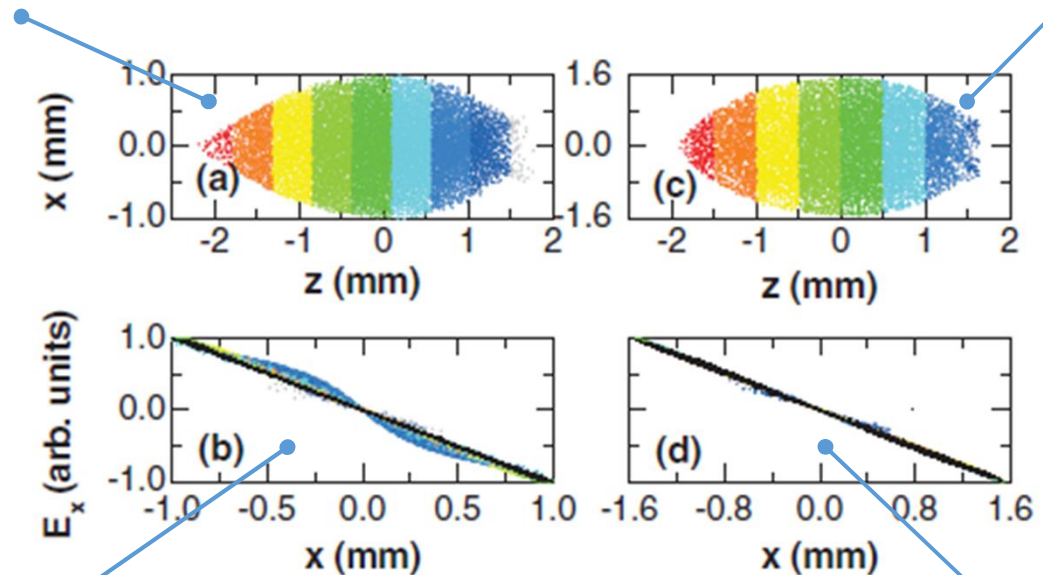 x (mm)
1.0
0.0
-1.0
(a)
-2 -1 0 1 2
z (mm)
1.6
0.0
-1.6
(c)
-2 -1 0 1 2
z (mm)
E_x (arb. units)
1.0
0.0
-1.0
(b)
-1.0 -0.5 0.0 0.5 1.0
x (mm)
(d)
-1.6 -0.8 0.0 0.8 1.6
x (mm)